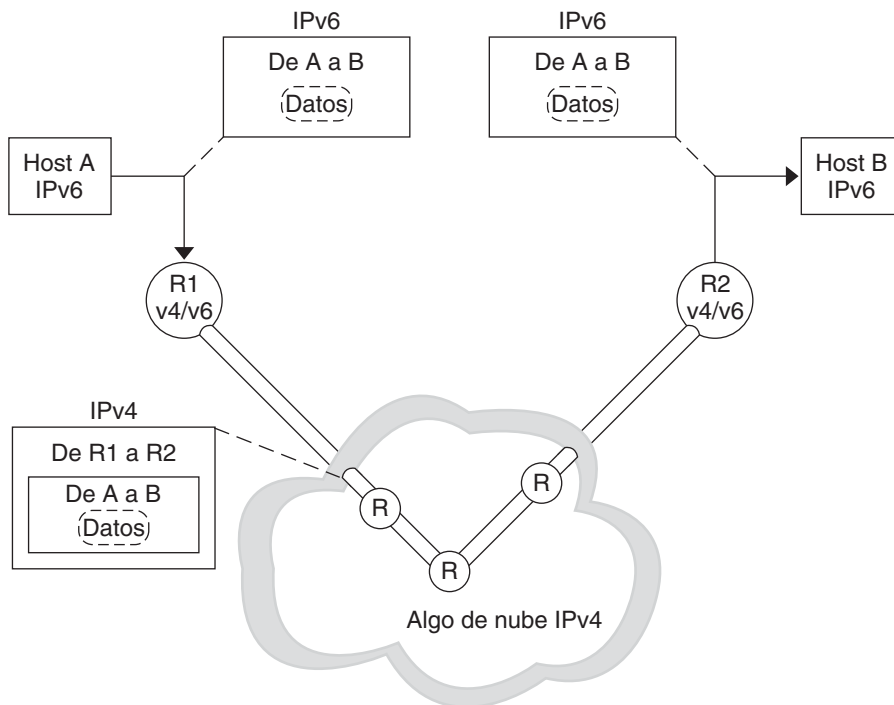 IPv6
De A a B
Datos
IPv6
De A a B
Datos
Host A
IPv6
Host B
IPv6
R1
v4/v6
R2
v4/v6
IPv4
De R1 a R2
De A a B
Datos
R
R
R
Algo de nube IPv4